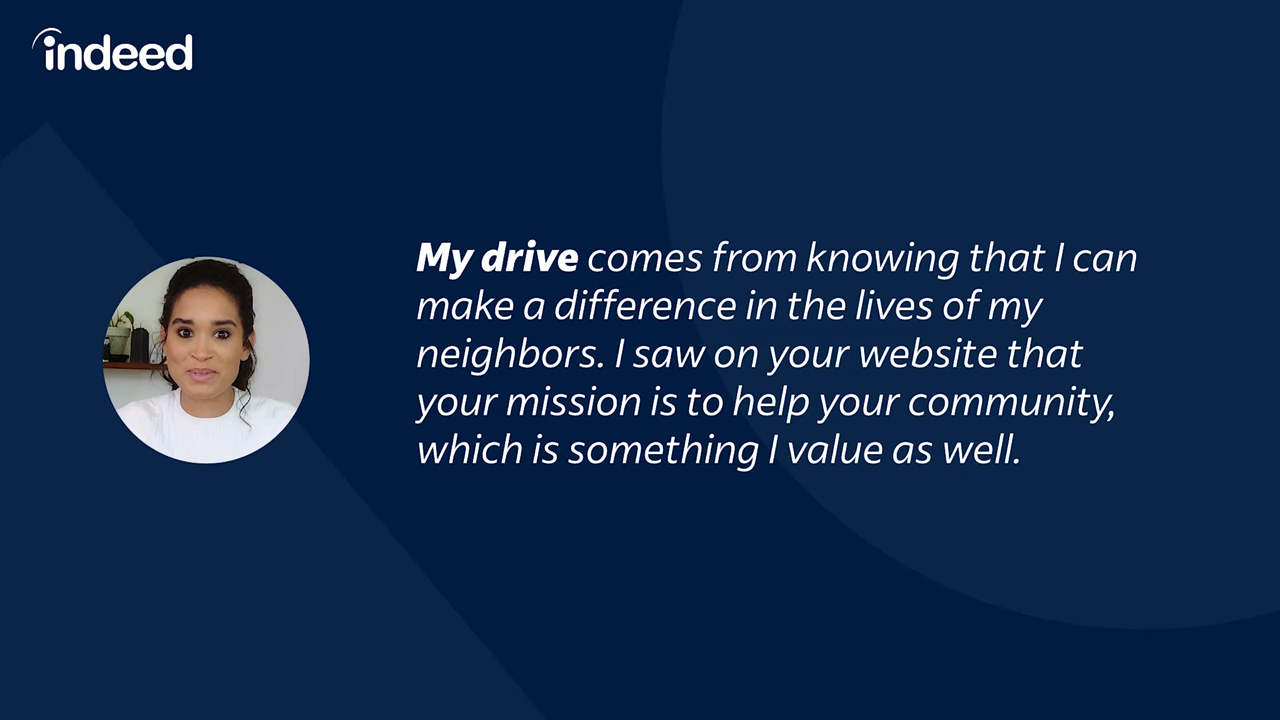 indeed
My drive comes from knowing that I can
make a difference in the lives of my
neighbors. I saw on your website that
your mission is to help your community,
which is something I value as well.